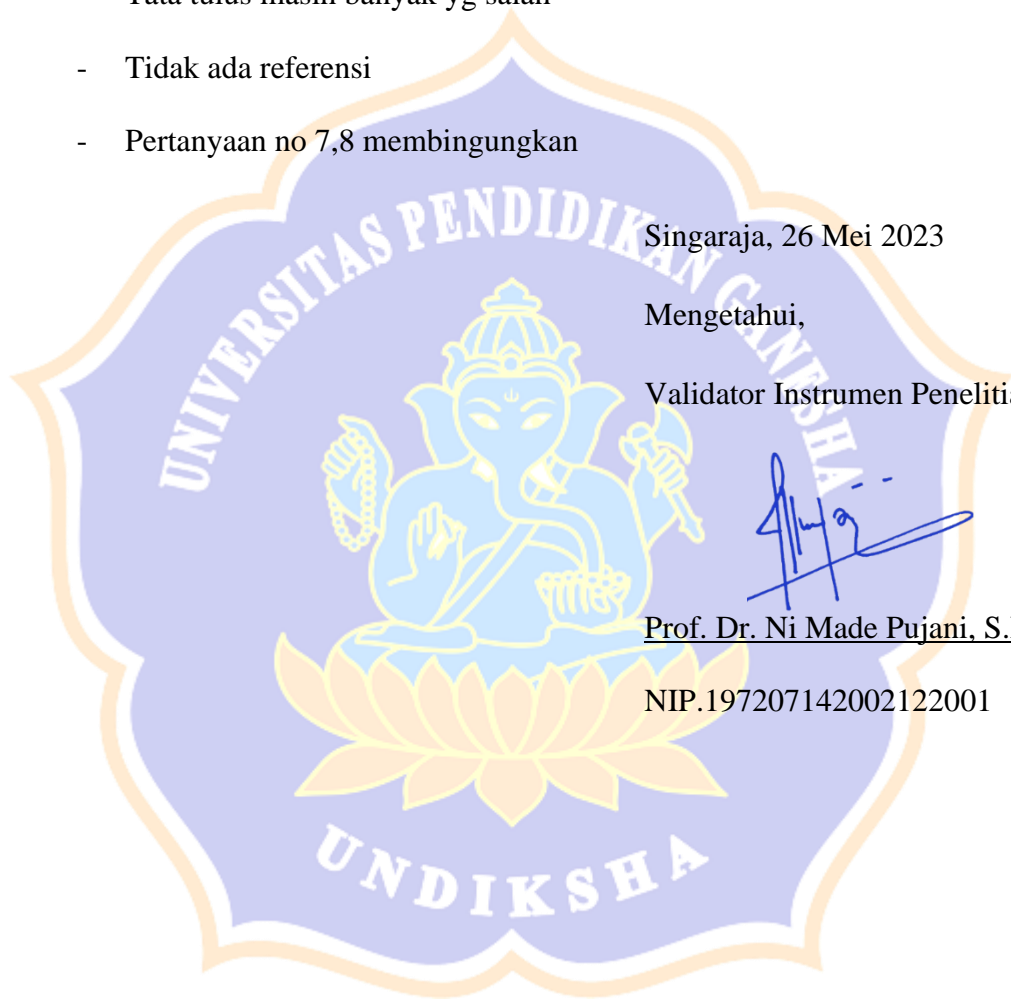 - Tidak ada referensi
- Pertanyaan no 7,8 membingungkan
Singaraja, 26 Mei 2023
Mengetahui,
Validator Instrumen
Prof. Dr. Ni Made Pujani,
NIP.197207142002122001
UNIVERSITAS PENDIDIKAN GANESHA
UNDIKSHA